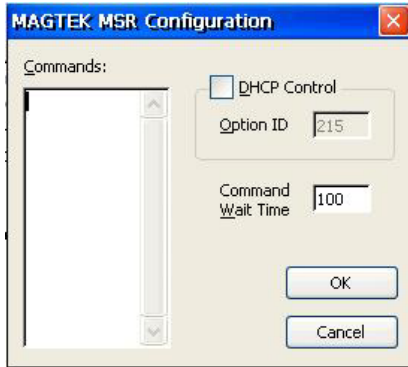 MAGTEK MSR Configuration
Commands:
DHCP Control
Option ID
215
Command
Wait Time
100
OK
Cancel